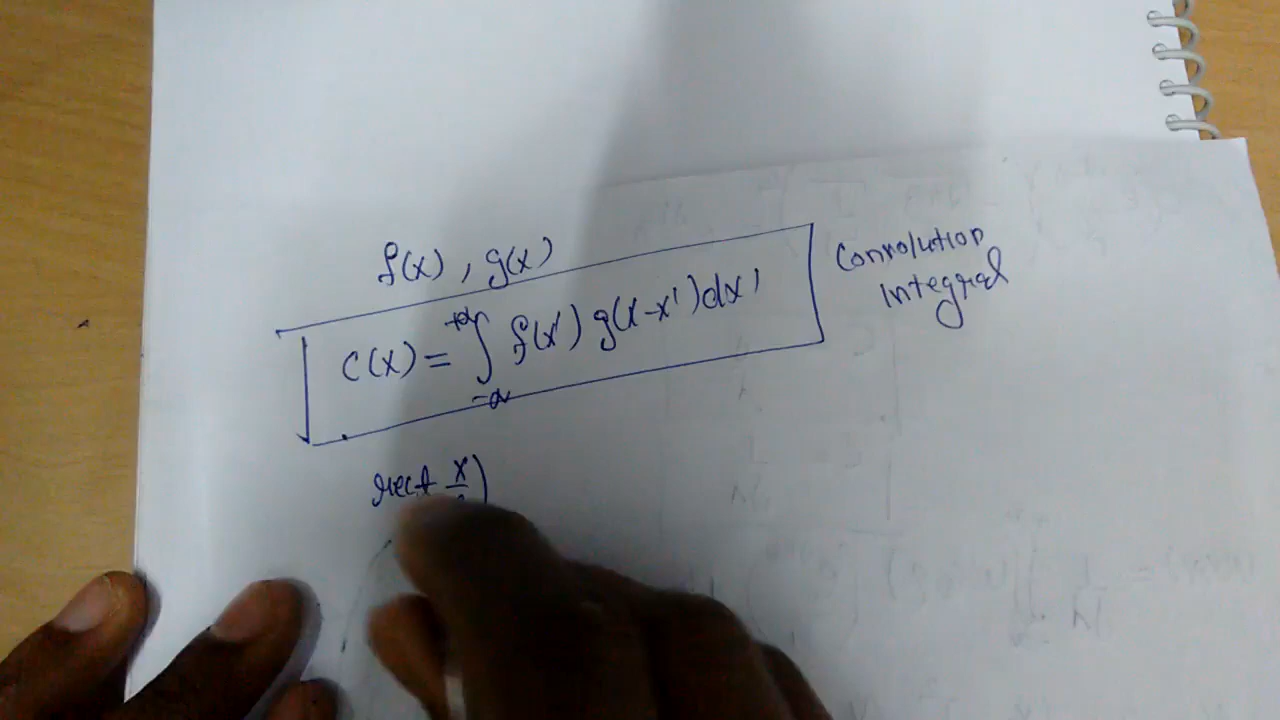 f(x) , g(x)
C(x) = ∫ f(x') g(x-x') dx'
+∞
-∞
Convolution
Integral
rect x)